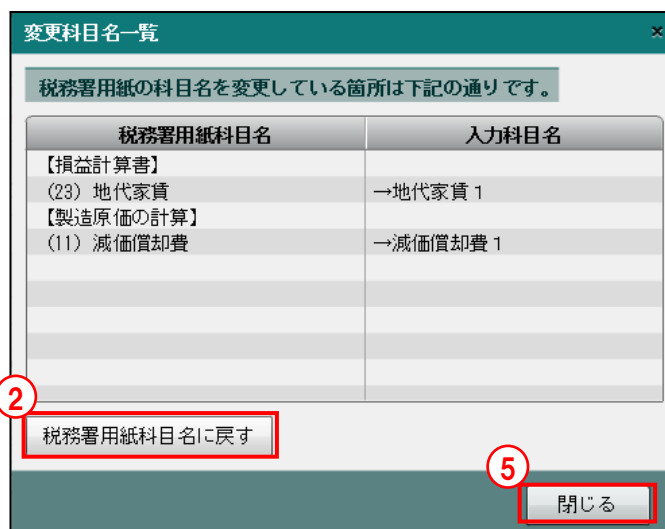 変更科目名一覧 ×
税務署用紙の科目名を変更している箇所は下記の通りです。
税務署用紙科目名 入力科目名
【損益計算書】
(23) 地代家賃 →地代家賃１
【製造原価の計算】
(11) 減価償却費 →減価償却費１
2
税務署用紙科目名に戻す
5
閉じる